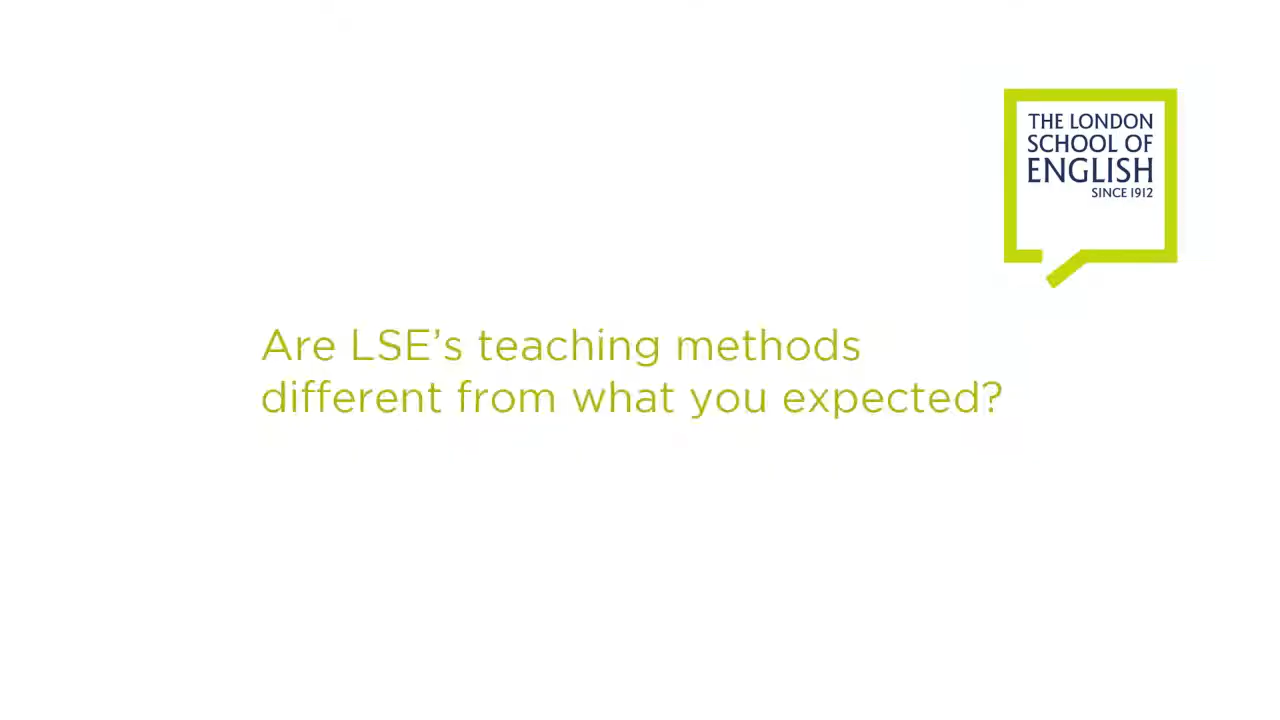 THE LONDON
SCHOOL OF
ENGLISH
SINCE 1912
Are LSE’s teaching methods
different from what you expected?